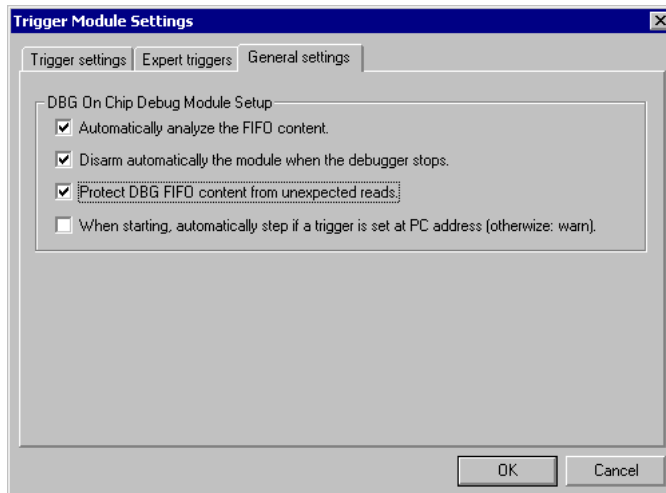 Trigger Module Settings
Trigger settings
Expert triggers
General settings
DBG On Chip Debug Module Setup
Automatically analyze the FIFO content.
Disarm automatically the module when the debugger stops.
Protect DBG FIFO content from unexpected reads.
When starting, automatically step if a trigger is set at PC address (otherwize: warn).
OK
Cancel